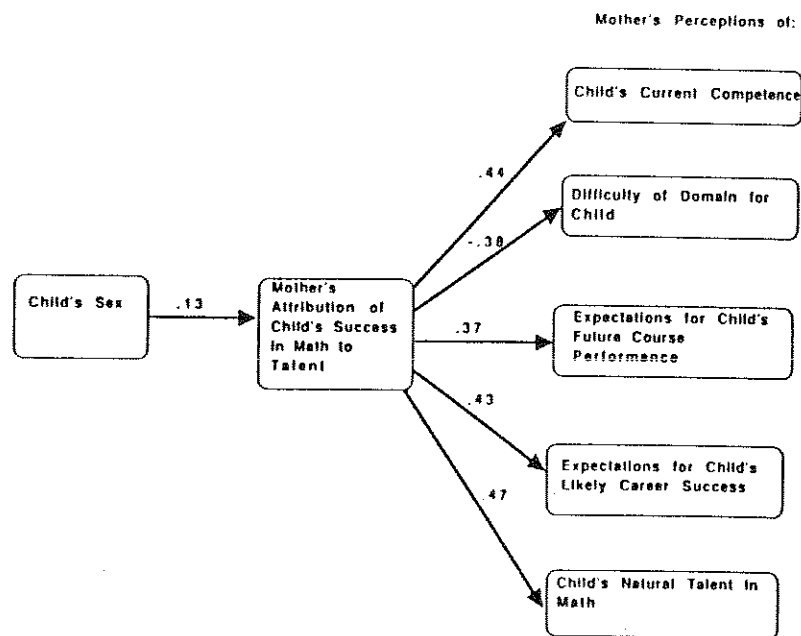 Mother's Perceptions of:
Child's Current Competence
.44
Difficulty of Domain for
Child
-.38
Child's Sex
.13
Mother's
Attribution of
Child's Success
In Math to
Talent
.37
Expectations for Child's
Future Course
Performance
.43
Expectations for Child's
Likely Career Success
.47
Child's Natural Talent In
Math